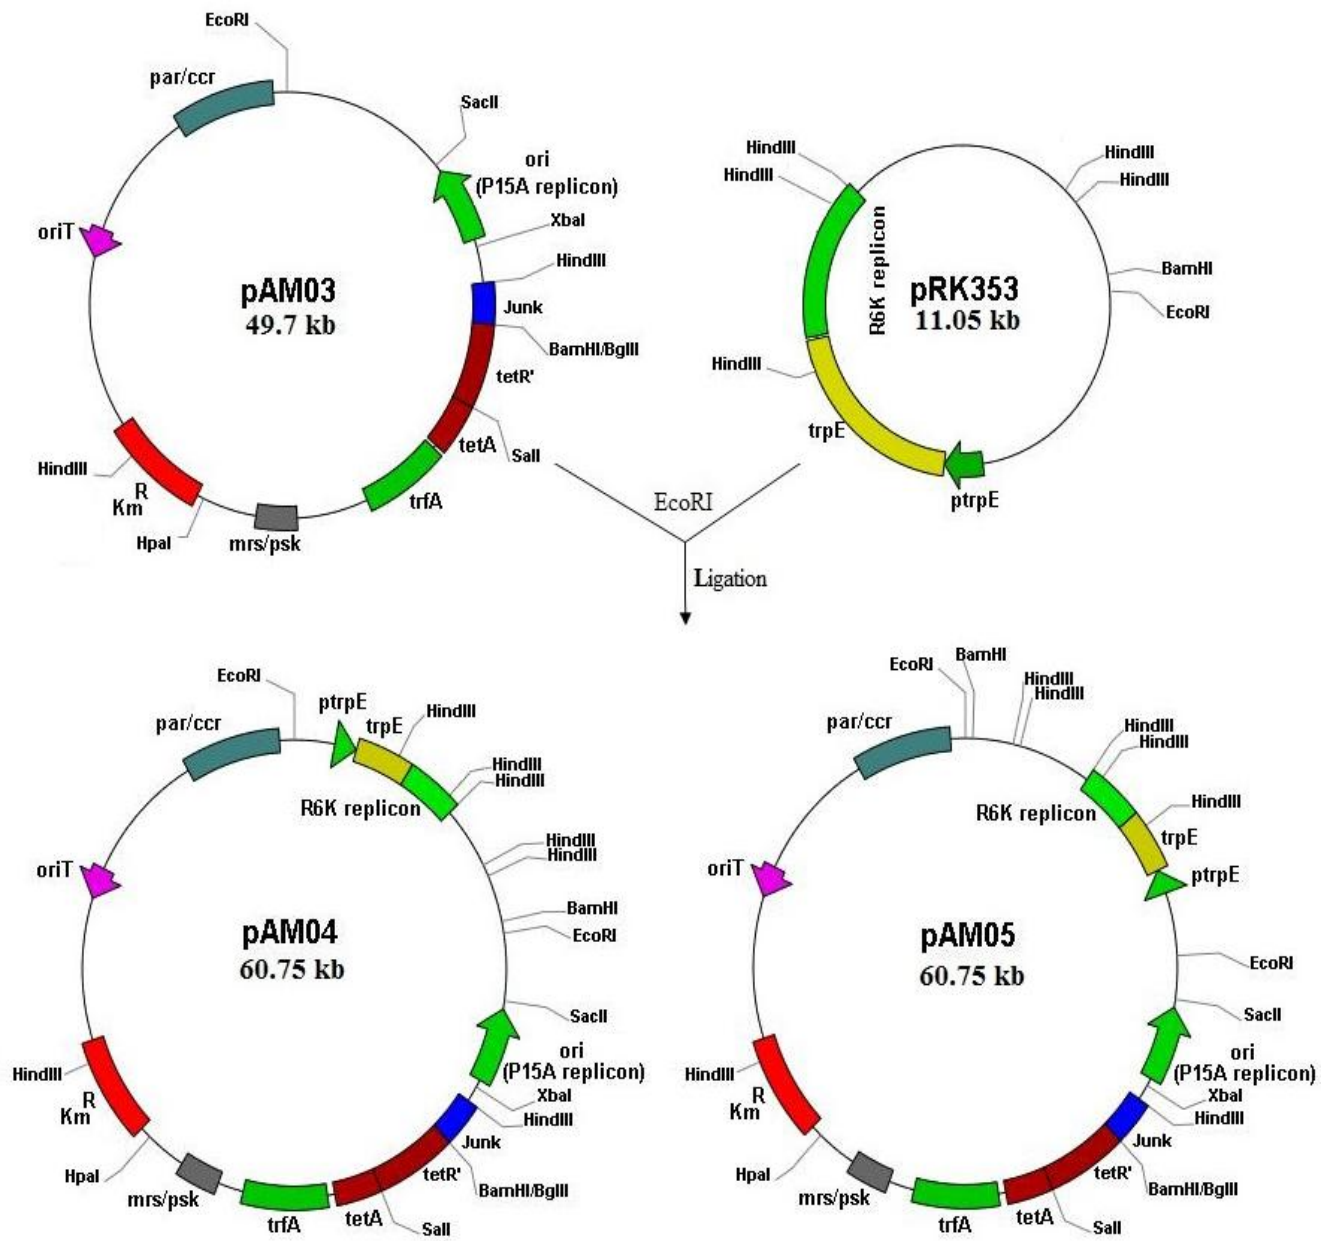 EcoRI
par/ccr
SacII
ori
(P15A replicon)
XbaI
HindIII
Junk
BamHI/BglII
tetR'
SalI
tetA
trfA
mrs/psk
HpaI
R
Km
HindIII
oriT
pAM03
49.7 kb
HindIII
HindIII
HindIII
HindIII
BamHI
EcoRI
R6K replicon
pRK353
11.05 kb
HindIII
trpE
ptrpE
EcoRI
Ligation
EcoRI
ptrpE
trpE
HindIII
HindIII
HindIII
R6K replicon
HindIII
HindIII
BamHI
EcoRI
SacII
ori
(P15A replicon)
XbaI
HindIII
Junk
BamHI/BglII
tetR'
SalI
tetA
trfA
mrs/psk
HpaI
R
Km
HindIII
oriT
par/ccr
pAM04
60.75 kb
EcoRI
BamHI
HindIII
HindIII
HindIII
HindIII
R6K replicon
HindIII
trpE
ptrpE
EcoRI
SacII
ori
(P15A replicon)
XbaI
HindIII
Junk
BamHI/BglII
tetR'
SalI
tetA
trfA
mrs/psk
HpaI
R
Km
HindIII
oriT
par/ccr
pAM05
60.75 kb